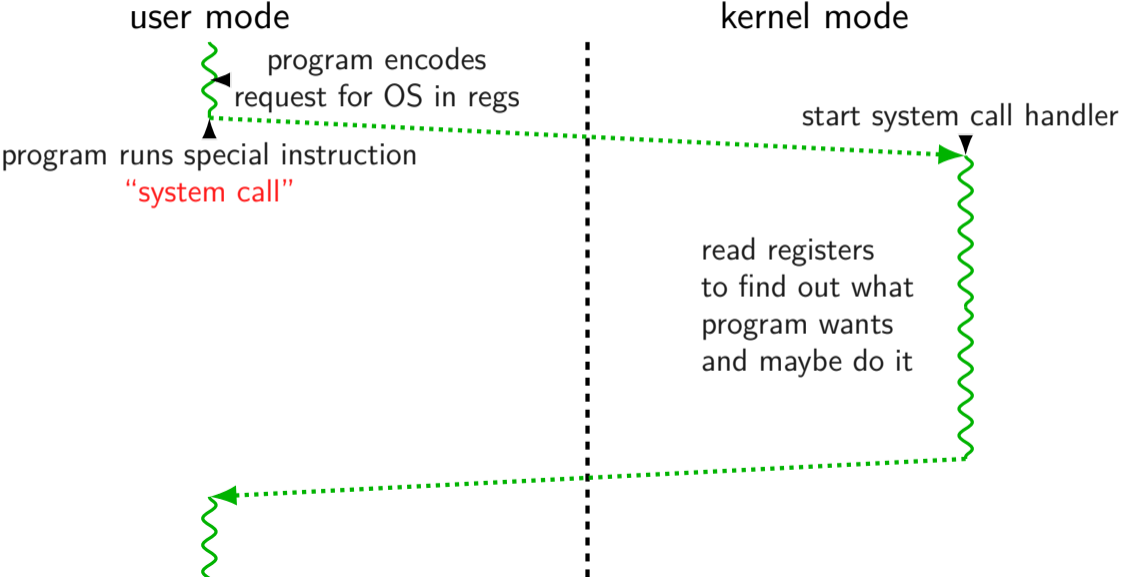 user mode
kernel mode
program encodes
request for OS in regs
start system call handler
program runs special instruction
“system call”
read registers
to find out what
program wants
and maybe do it